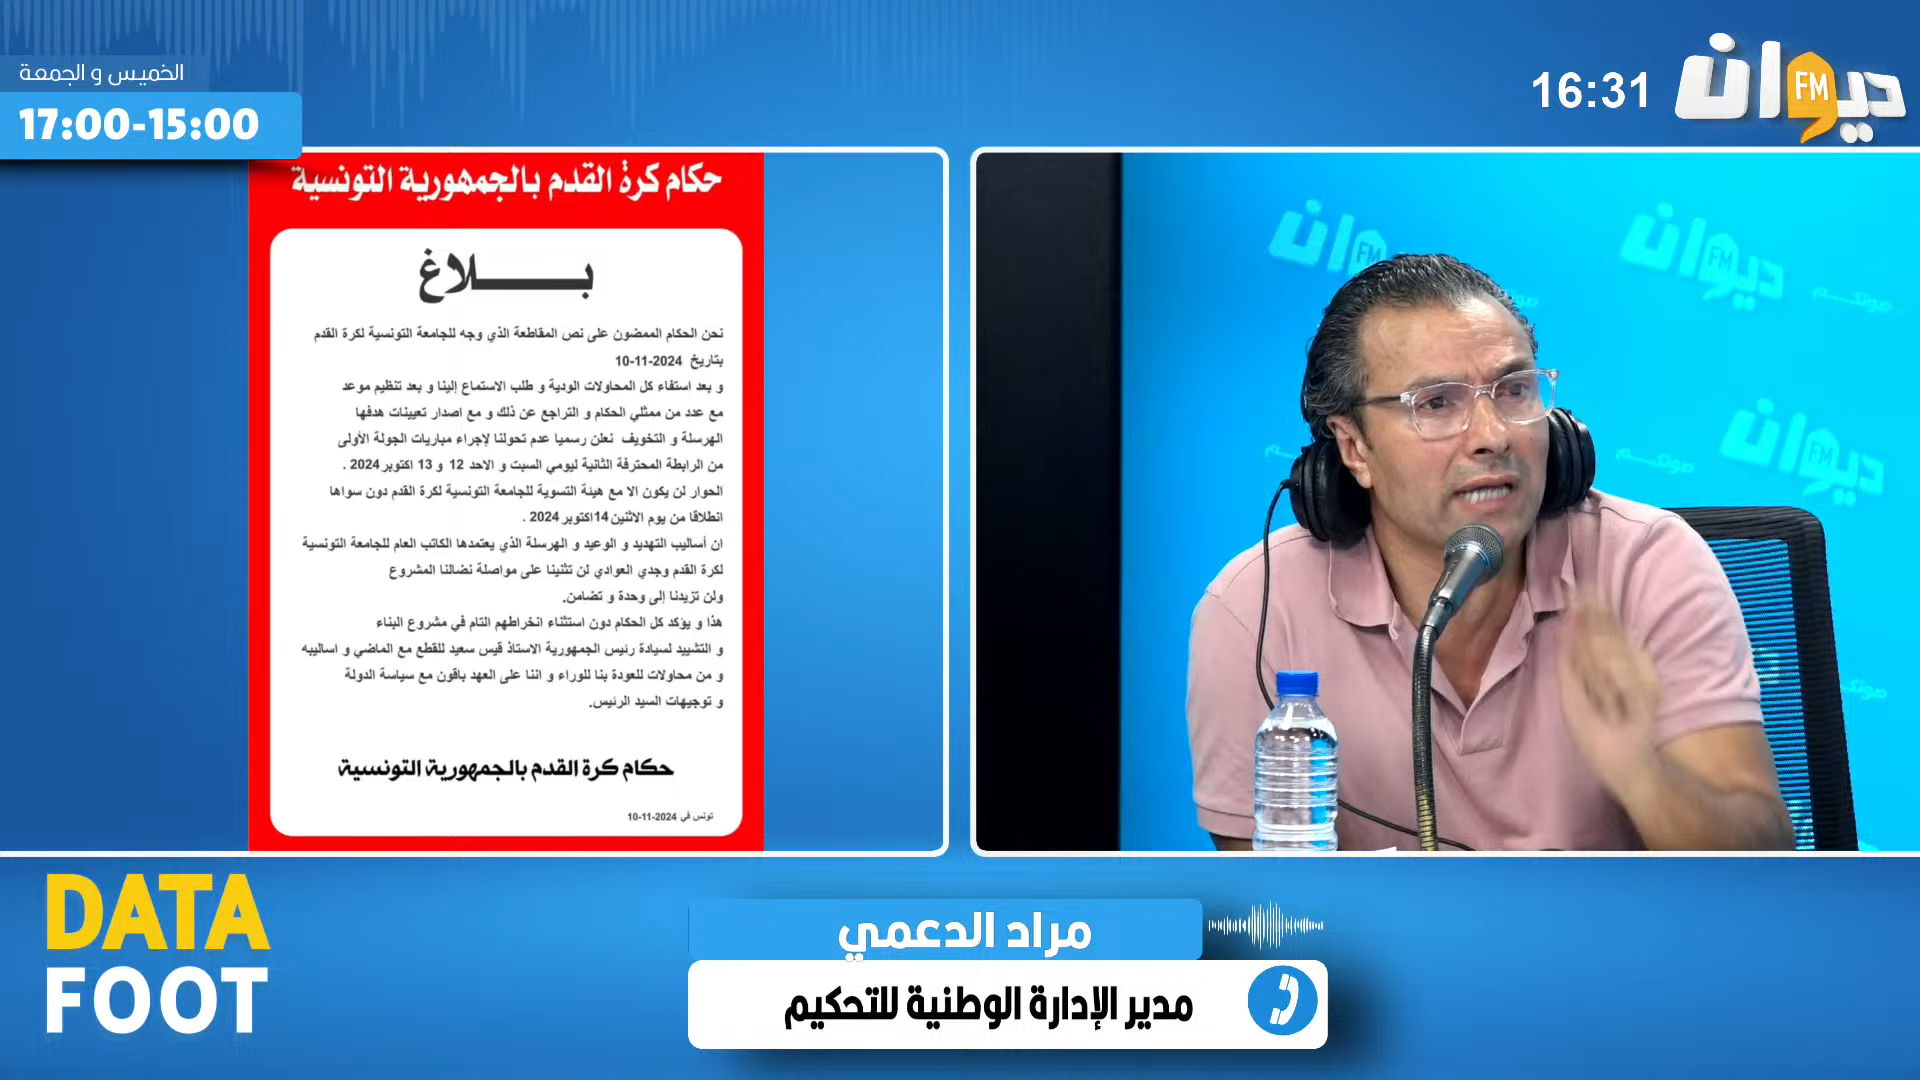 الخميس و الجمعة
17:00-15:00
16:31
ديوان FM
حكام كرة القدم بالجمهورية التونسية
بـــــلاغ
نحن الحكام الممضون على نص المقاطعة الذي وجه للجامعة التونسية لكرة القدم
بتاريخ 2024-11-10
و بعد استفاء كل المحاولات الودية و طلب الاستماع إلينا و بعد تنظيم موعد
مع عدد من ممثلي الحكام و التراجع عن ذلك و مع اصدار تعيينات هدفها
الهرسلة و التخويف نعلن رسميا عدم تحولنا لإجراء مباريات الجولة الأولى
من الرابطة المحترفة الثانية ليومي السبت و الاحد 12 و 13 اكتوبر 2024 .
الحوار لن يكون الا مع هيئة التسوية للجامعة التونسية لكرة القدم دون سواها
انطلاقا من يوم الاثنين 14اكتوبر 2024 .
ان أساليب التهديد و الوعيد و الهرسلة الذي يعتمدها الكاتب العام للجامعة التونسية
لكرة القدم وجدي العوادي لن تثنينا على مواصلة نضالنا المشروع
ولن تزيدنا إلى وحدة و تضامن.
هذا و يؤكد كل الحكام دون استثناء انخراطهم التام في مشروع البناء
و التشييد لسيادة رئيس الجمهورية الاستاذ قيس سعيد للقطع مع الماضي و اساليبه
و من محاولات للعودة بنا للوراء و اننا على العهد باقون مع سياسة الدولة
و توجيهات السيد الرئيس.
حكام كرة القدم بالجمهورية التونسية
تونس في 2024-11-10
ديوان FM
صوتكم
ديوان FM
صوتكم
DATA
FOOT
مراد الدعمي
مدير الإدارة الوطنية للتحكيم